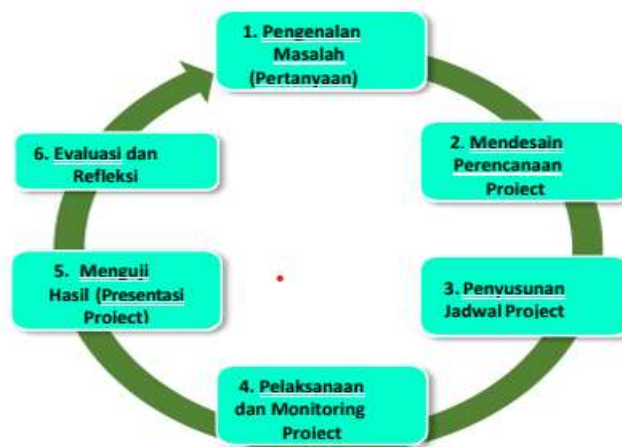 1. Pengenalan
Masalah
(Pertanyaan)
2. Mendesain
Perencanaan
Project
3. Penyusunan
Jadwal Project
4. Pelaksanaan
dan Monitoring
Project
5. Menguji
Hasil (Presentasi
Project)
6. Evaluasi dan
Refleksi